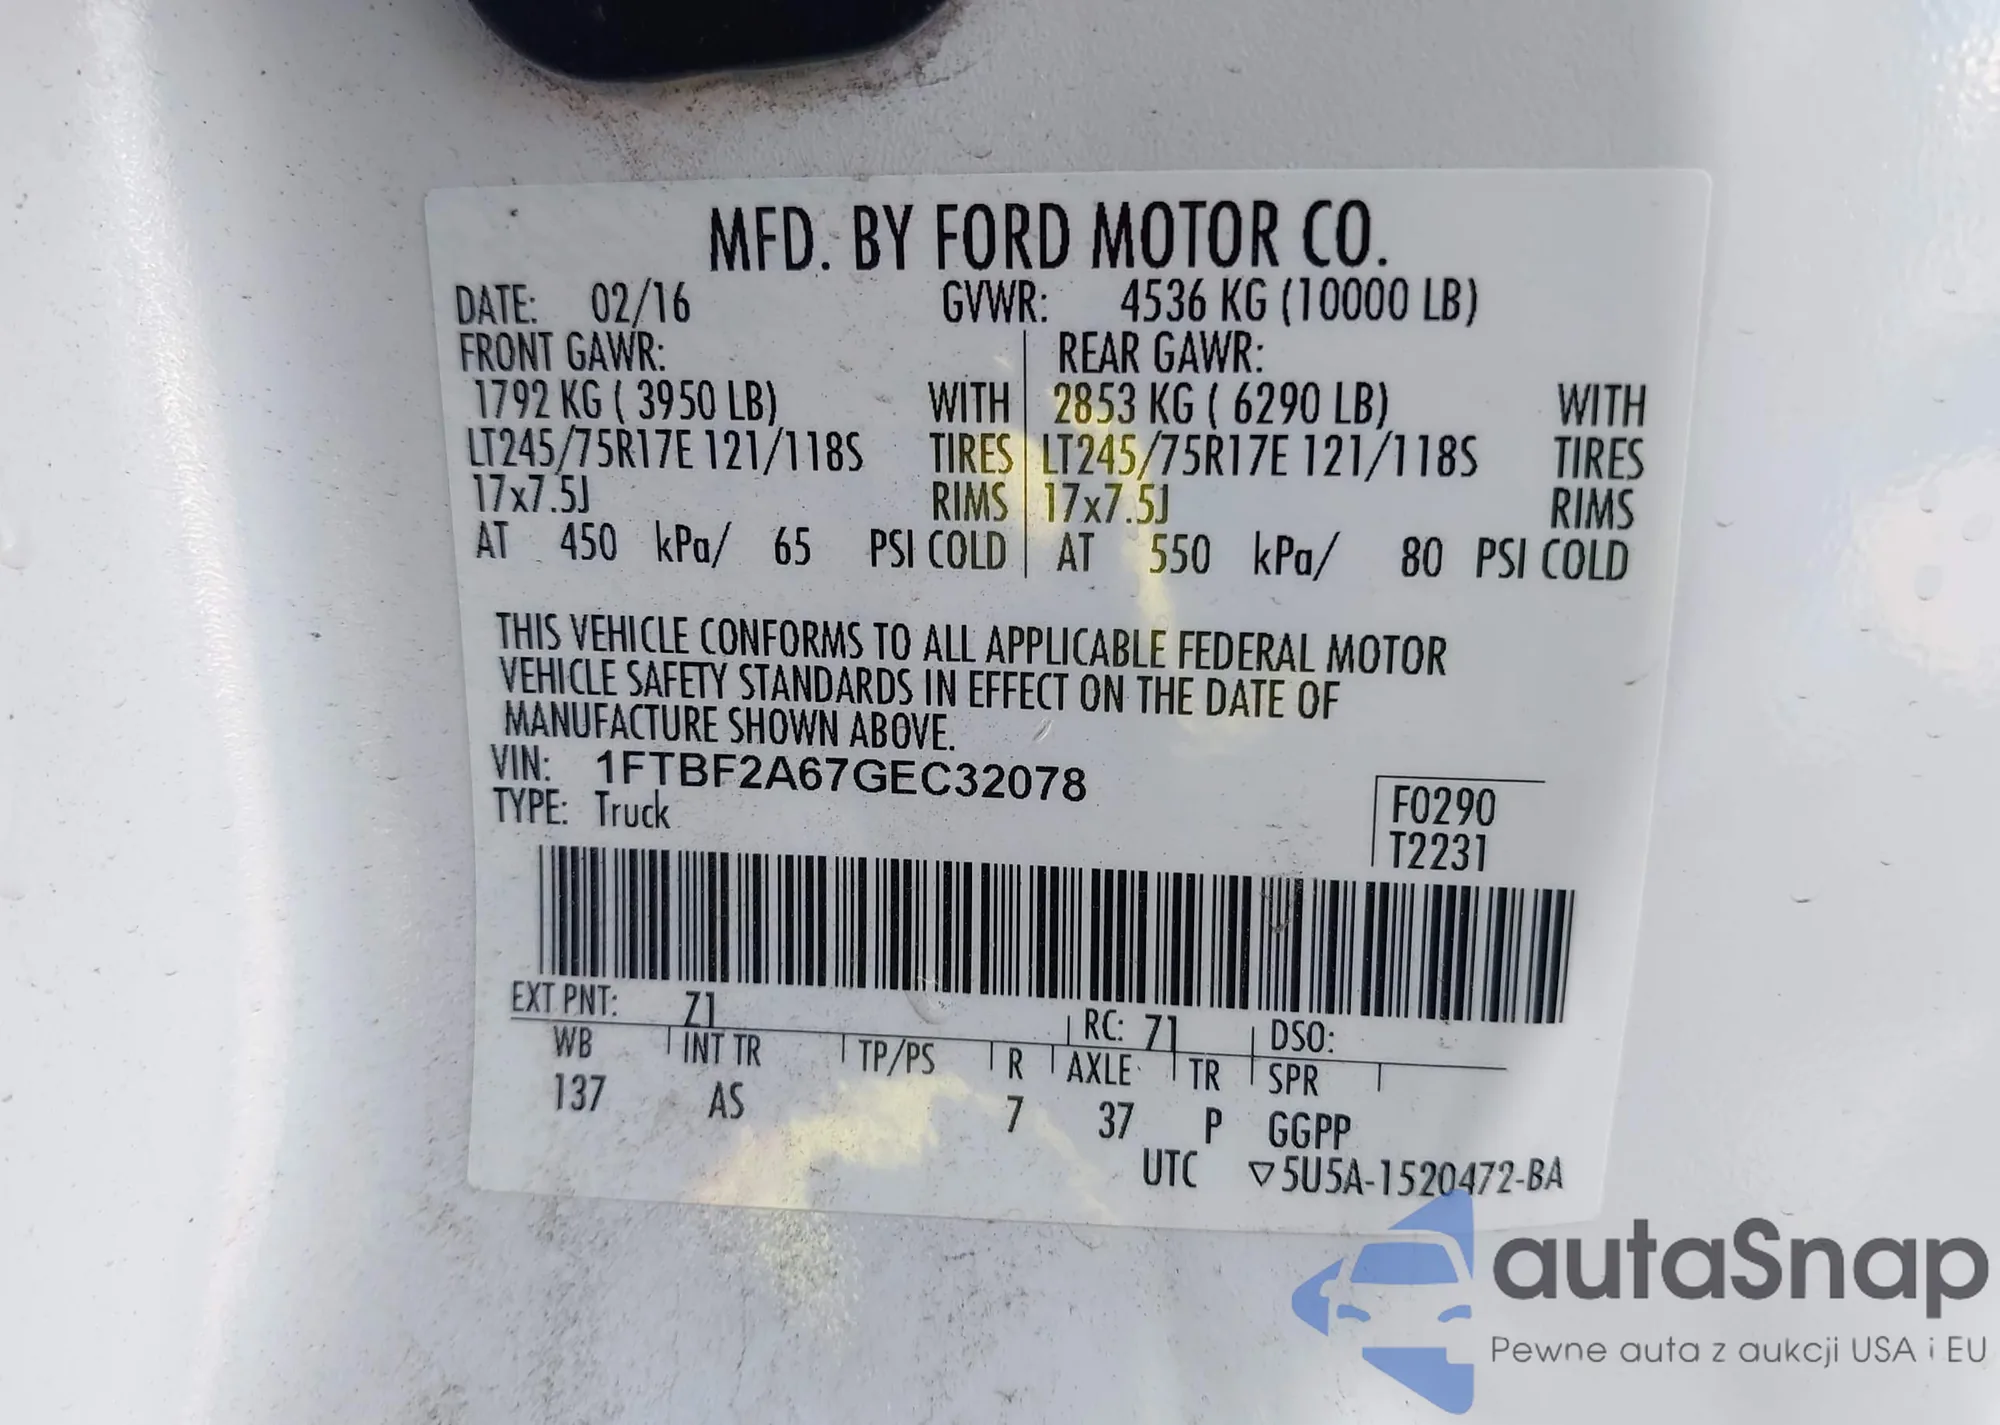 MFD. BY FORD MOTOR CO.
DATE: 02/16 GVWR: 4536 KG (10000 LB)
FRONT GAWR: REAR GAWR:
1792 KG ( 3950 LB) WITH 2853 KG ( 6290 LB) WITH
LT245/75R17E 121/118S TIRES LT245/75R17E 121/118S TIRES
17x7.5J RIMS 17x7.5J RIMS
AT 450 kPa/ 65 PSI COLD AT 550 kPa/ 80 PSI COLD
THIS VEHICLE CONFORMS TO ALL APPLICABLE FEDERAL MOTOR
VEHICLE SAFETY STANDARDS IN EFFECT ON THE DATE OF
MANUFACTURE SHOWN ABOVE.
VIN: 1FTBF2A67GEC32078
TYPE: Truck
F0290
T2231
EXT PNT: Z1 RC: 71 DSO:
WB INT TR TP/PS R AXLE TR SPR
137 AS 7 37 P GGPP
UTC ▽5U5A-1520472-BA
autaSnap
Pewne auta z aukcji USA i EU